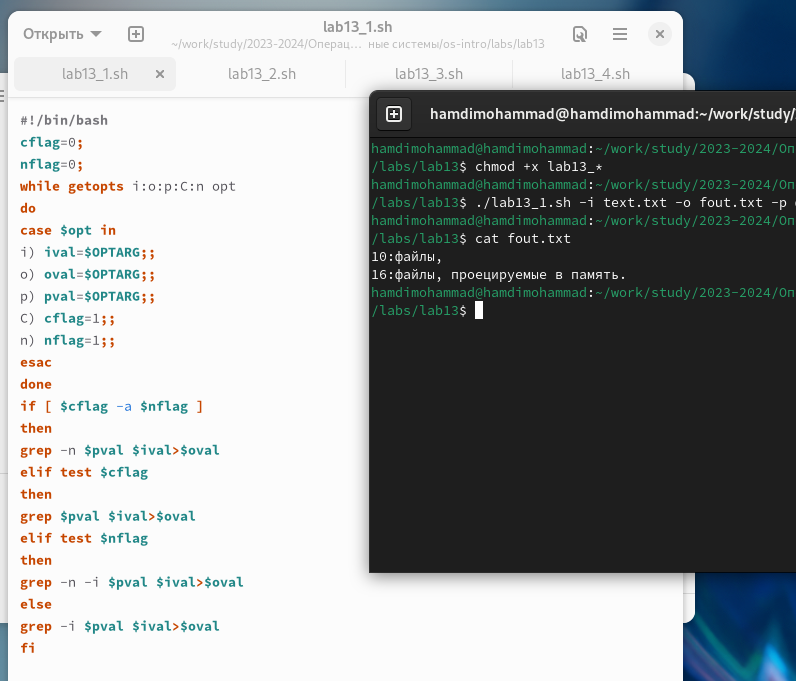 Открыть
lab13_1.sh
~/work/study/2023-2024/Операц… ные системы/os-intro/labs/lab13
lab13_1.sh
lab13_2.sh
lab13_3.sh
lab13_4.sh
#!/bin/bash
cflag=0;
nflag=0;
while getopts i:o:p:C:n opt
do
case $opt in
i) ival=$OPTARG;;
o) oval=$OPTARG;;
p) pval=$OPTARG;;
C) cflag=1;;
n) nflag=1;;
esac
done
if [ $cflag -a $nflag ]
then
grep -n $pval $ival>$oval
elif test $cflag
then
grep $pval $ival>$oval
elif test $nflag
then
grep -n -i $pval $ival>$oval
else
grep -i $pval $ival>$oval
fi
hamdimohammad@hamdimohammad:~/work/study/
hamdimohammad@hamdimohammad:~/work/study/2023-2024/Оп
/labs/lab13$ chmod +x lab13_*
hamdimohammad@hamdimohammad:~/work/study/2023-2024/Оп
/labs/lab13$ ./lab13_1.sh -i text.txt -o fout.txt -p
hamdimohammad@hamdimohammad:~/work/study/2023-2024/Оп
/labs/lab13$ cat fout.txt
10:файлы,
16:файлы, проецируемые в память.
hamdimohammad@hamdimohammad:~/work/study/2023-2024/Оп
/labs/lab13$